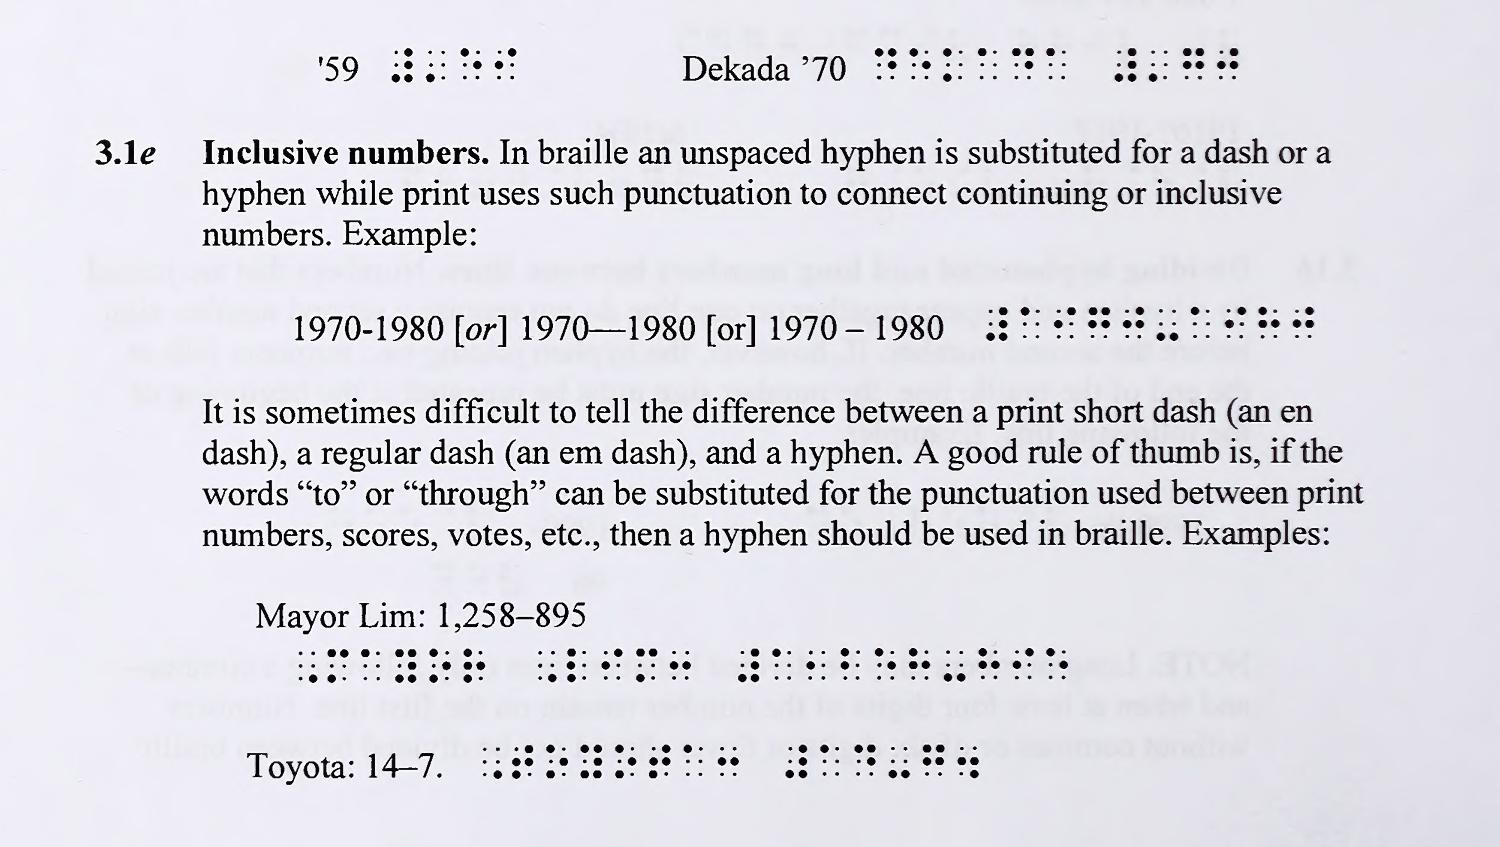 '59 ⠼⠄⠑⠊ Dekada ’70 ⠙⠑⠅⠁⠙⠁ ⠼⠄⠛⠚
3.1e Inclusive numbers. In braille an unspaced hyphen is substituted for a dash or a
hyphen while print uses such punctuation to connect continuing or inclusive
numbers. Example:
1970-1980 [or] 1970—1980 [or] 1970 – 1980 ⠼⠁⠊⠛⠚⠤⠁⠊⠓⠚
It is sometimes difficult to tell the difference between a print short dash (an en
dash), a regular dash (an em dash), and a hyphen. A good rule of thumb is, if the
words “to” or “through” can be substituted for the punctuation used between print
numbers, scores, votes, etc., then a hyphen should be used in braille. Examples:
Mayor Lim: 1,258–895
⠠⠍⠁⠽⠕⠗ ⠠⠇⠊⠍⠒ ⠼⠁⠂⠃⠑⠓⠤⠓⠊⠑
Toyota: 14–7. ⠠⠞⠕⠽⠕⠞⠁⠒ ⠼⠁⠙⠤⠛⠲